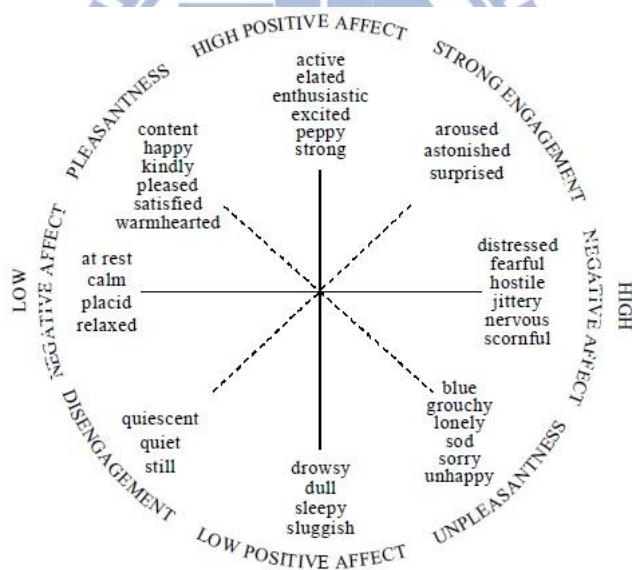 HIGH POSITIVE AFFECT
active
elated
enthusiastic
excited
peppy
strong
STRONG ENGAGEMENT
aroused
astonished
surprised
HIGH
NEGATIVE AFFECT
distressed
fearful
hostile
jittery
nervous
scornful
UNPLEASANTNESS
blue
grouchy
lonely
sod
sorry
unhappy
LOW POSITIVE AFFECT
drowsy
dull
sleepy
sluggish
DISENGAGEMENT
quiescent
quiet
still
LOW
NEGATIVE AFFECT
at rest
calm
placid
relaxed
PLEASANTNESS
content
happy
kindly
pleased
satisfied
warmhearted